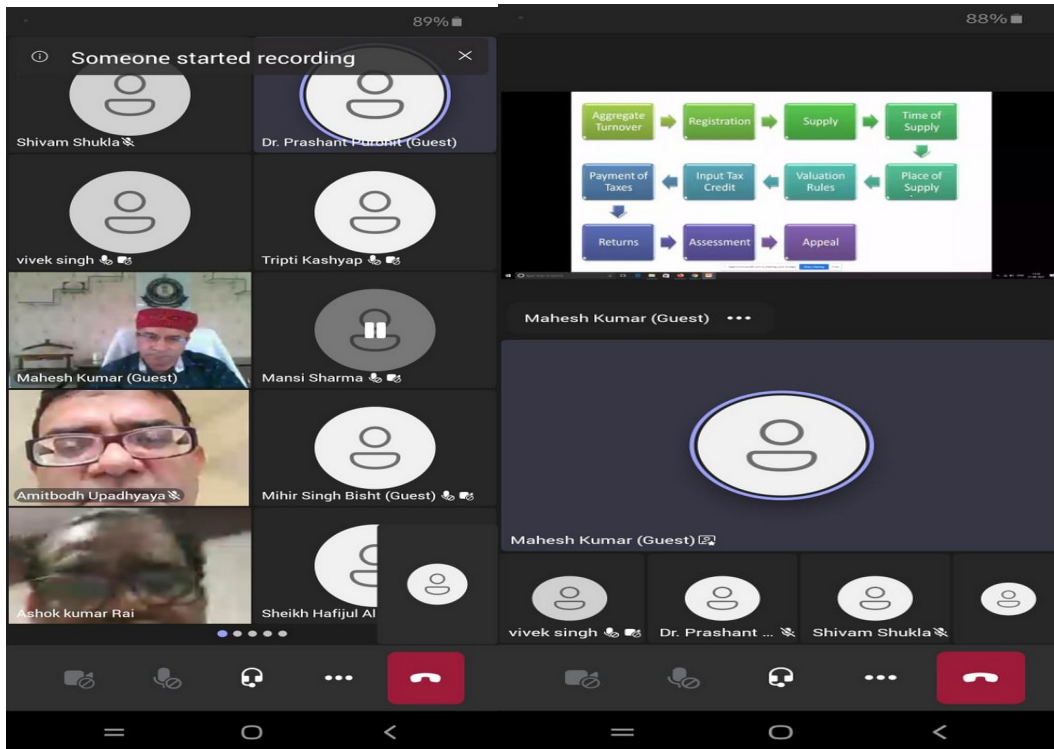 89%
Someone started recording
Shivam Shukla
Dr. Prashant Purohit (Guest)
vivek singh
Tripti Kashyap
Mahesh Kumar (Guest)
Mansi Sharma
Amitbodh Upadhyaya
Mihir Singh Bisht (Guest)
Ashok kumar Rai
Sheikh Hafijul Al
88%
Aggregate
Turnover
Registration
Supply
Time of
Supply
Payment of
Taxes
Input Tax
Credit
Valuation
Rules
Place of
Supply
Returns
Assessment
Appeal
Mahesh Kumar (Guest)
Mahesh Kumar (Guest)
vivek singh
Dr. Prashant ...
Shivam Shukla